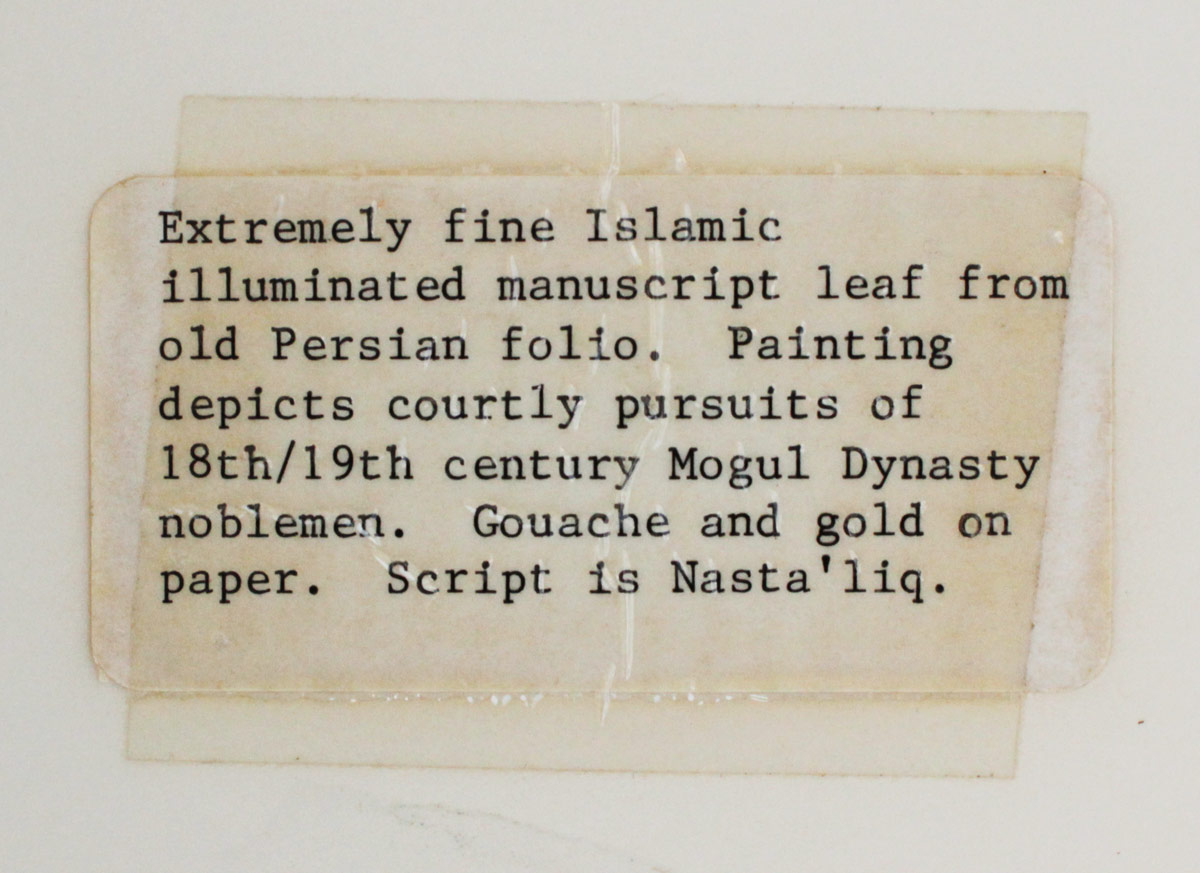 Extremely fine Islamic
illuminated manuscript leaf from
old Persian folio.  Painting
depicts courtly pursuits of
18th/19th century Mogul Dynasty
noblemen.  Gouache and gold on
paper.  Script is Nasta'liq.